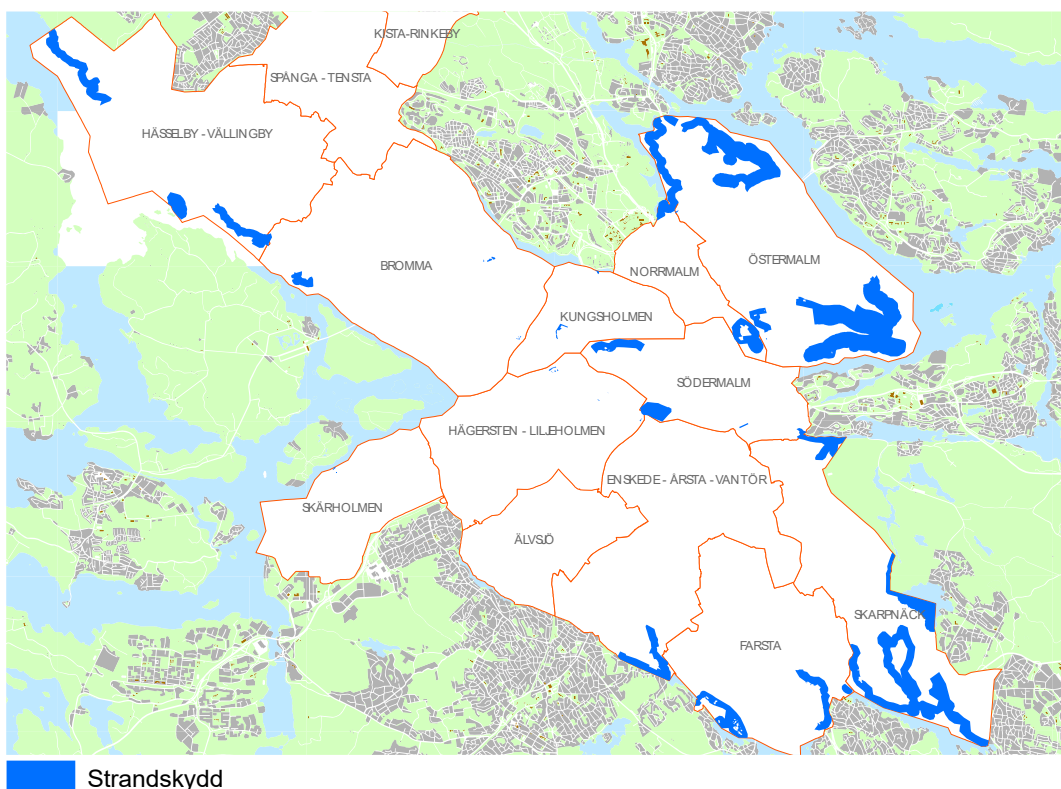 KISTA-RINKEBY
SPÅNGA - TENSTA
HÄSSELBY - VÄLLINGBY
BROMMA
NORRMALM
ÖSTERMALM
KUNGSHOLMEN
SÖDERMALM
HÄGERSTEN - LILJEHOLMEN
ENSKEDE - ÅRSTA - VANTÖR
SKÄRHOLMEN
ÄLVSJÖ
SKARPNÄCK
FARSTA
Strandskydd